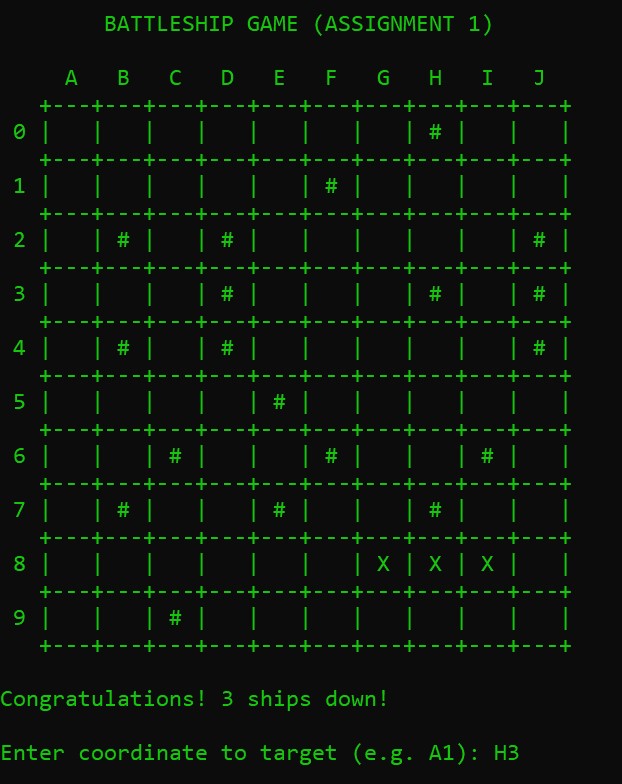 BATTLESHIP GAME (ASSIGNMENT 1)
A   B   C   D   E   F   G   H   I   J
+---+---+---+---+---+---+---+---+---+---+
0 |   |   |   |   |   |   |   | # |   |   |
+---+---+---+---+---+---+---+---+---+---+
1 |   |   |   |   |   | # |   |   |   |   |
+---+---+---+---+---+---+---+---+---+---+
2 |   | # |   | # |   |   |   |   |   | # |
+---+---+---+---+---+---+---+---+---+---+
3 |   |   |   | # |   |   |   | # |   | # |
+---+---+---+---+---+---+---+---+---+---+
4 |   | # |   | # |   |   |   |   |   | # |
+---+---+---+---+---+---+---+---+---+---+
5 |   |   |   |   | # |   |   |   |   |   |
+---+---+---+---+---+---+---+---+---+---+
6 |   |   | # |   |   | # |   |   | # |   |
+---+---+---+---+---+---+---+---+---+---+
7 |   | # |   |   | # |   |   | # |   |   |
+---+---+---+---+---+---+---+---+---+---+
8 |   |   |   |   |   |   | X | X | X |   |
+---+---+---+---+---+---+---+---+---+---+
9 |   |   | # |   |   |   |   |   |   |   |
+---+---+---+---+---+---+---+---+---+---+
Congratulations! 3 ships down!
Enter coordinate to target (e.g. A1): H3